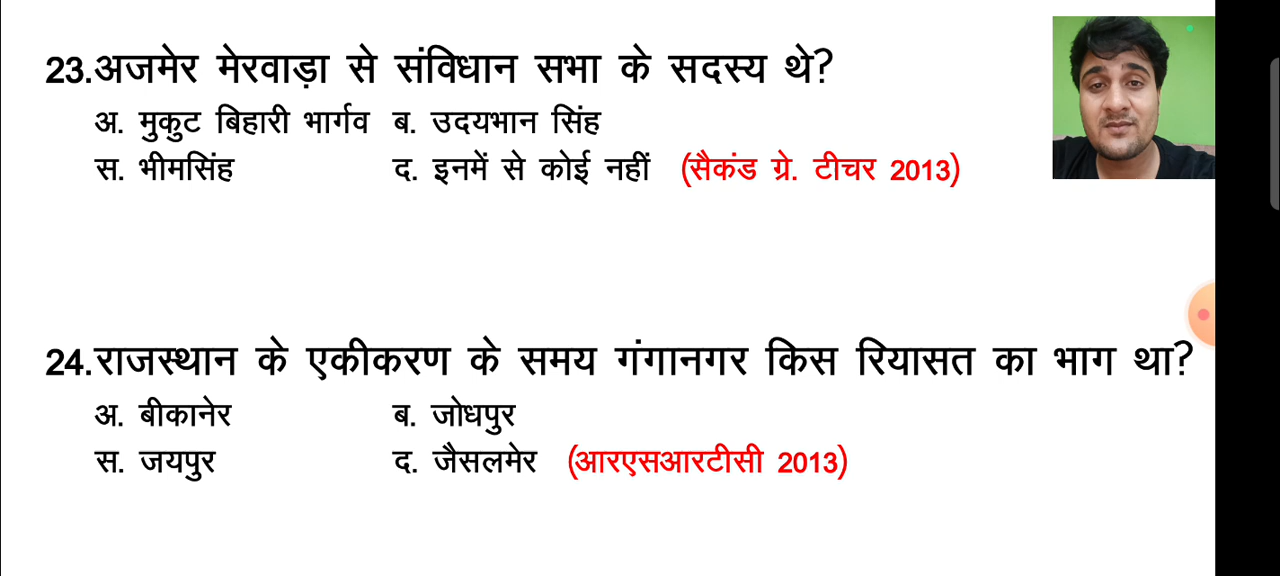 23.अजमेर मेरवाड़ा से संविधान सभा के सदस्य थे?
अ. मुकुट बिहारी भार्गव ब. उदयभान सिंह
स. भीमसिंह द. इनमें से कोई नहीं (सैकंड ग्रे. टीचर 2013)
24.राजस्थान के एकीकरण के समय गंगानगर किस रियासत का भाग था?
अ. बीकानेर ब. जोधपुर
स. जयपुर द. जैसलमेर (आरएसआरटीसी 2013)